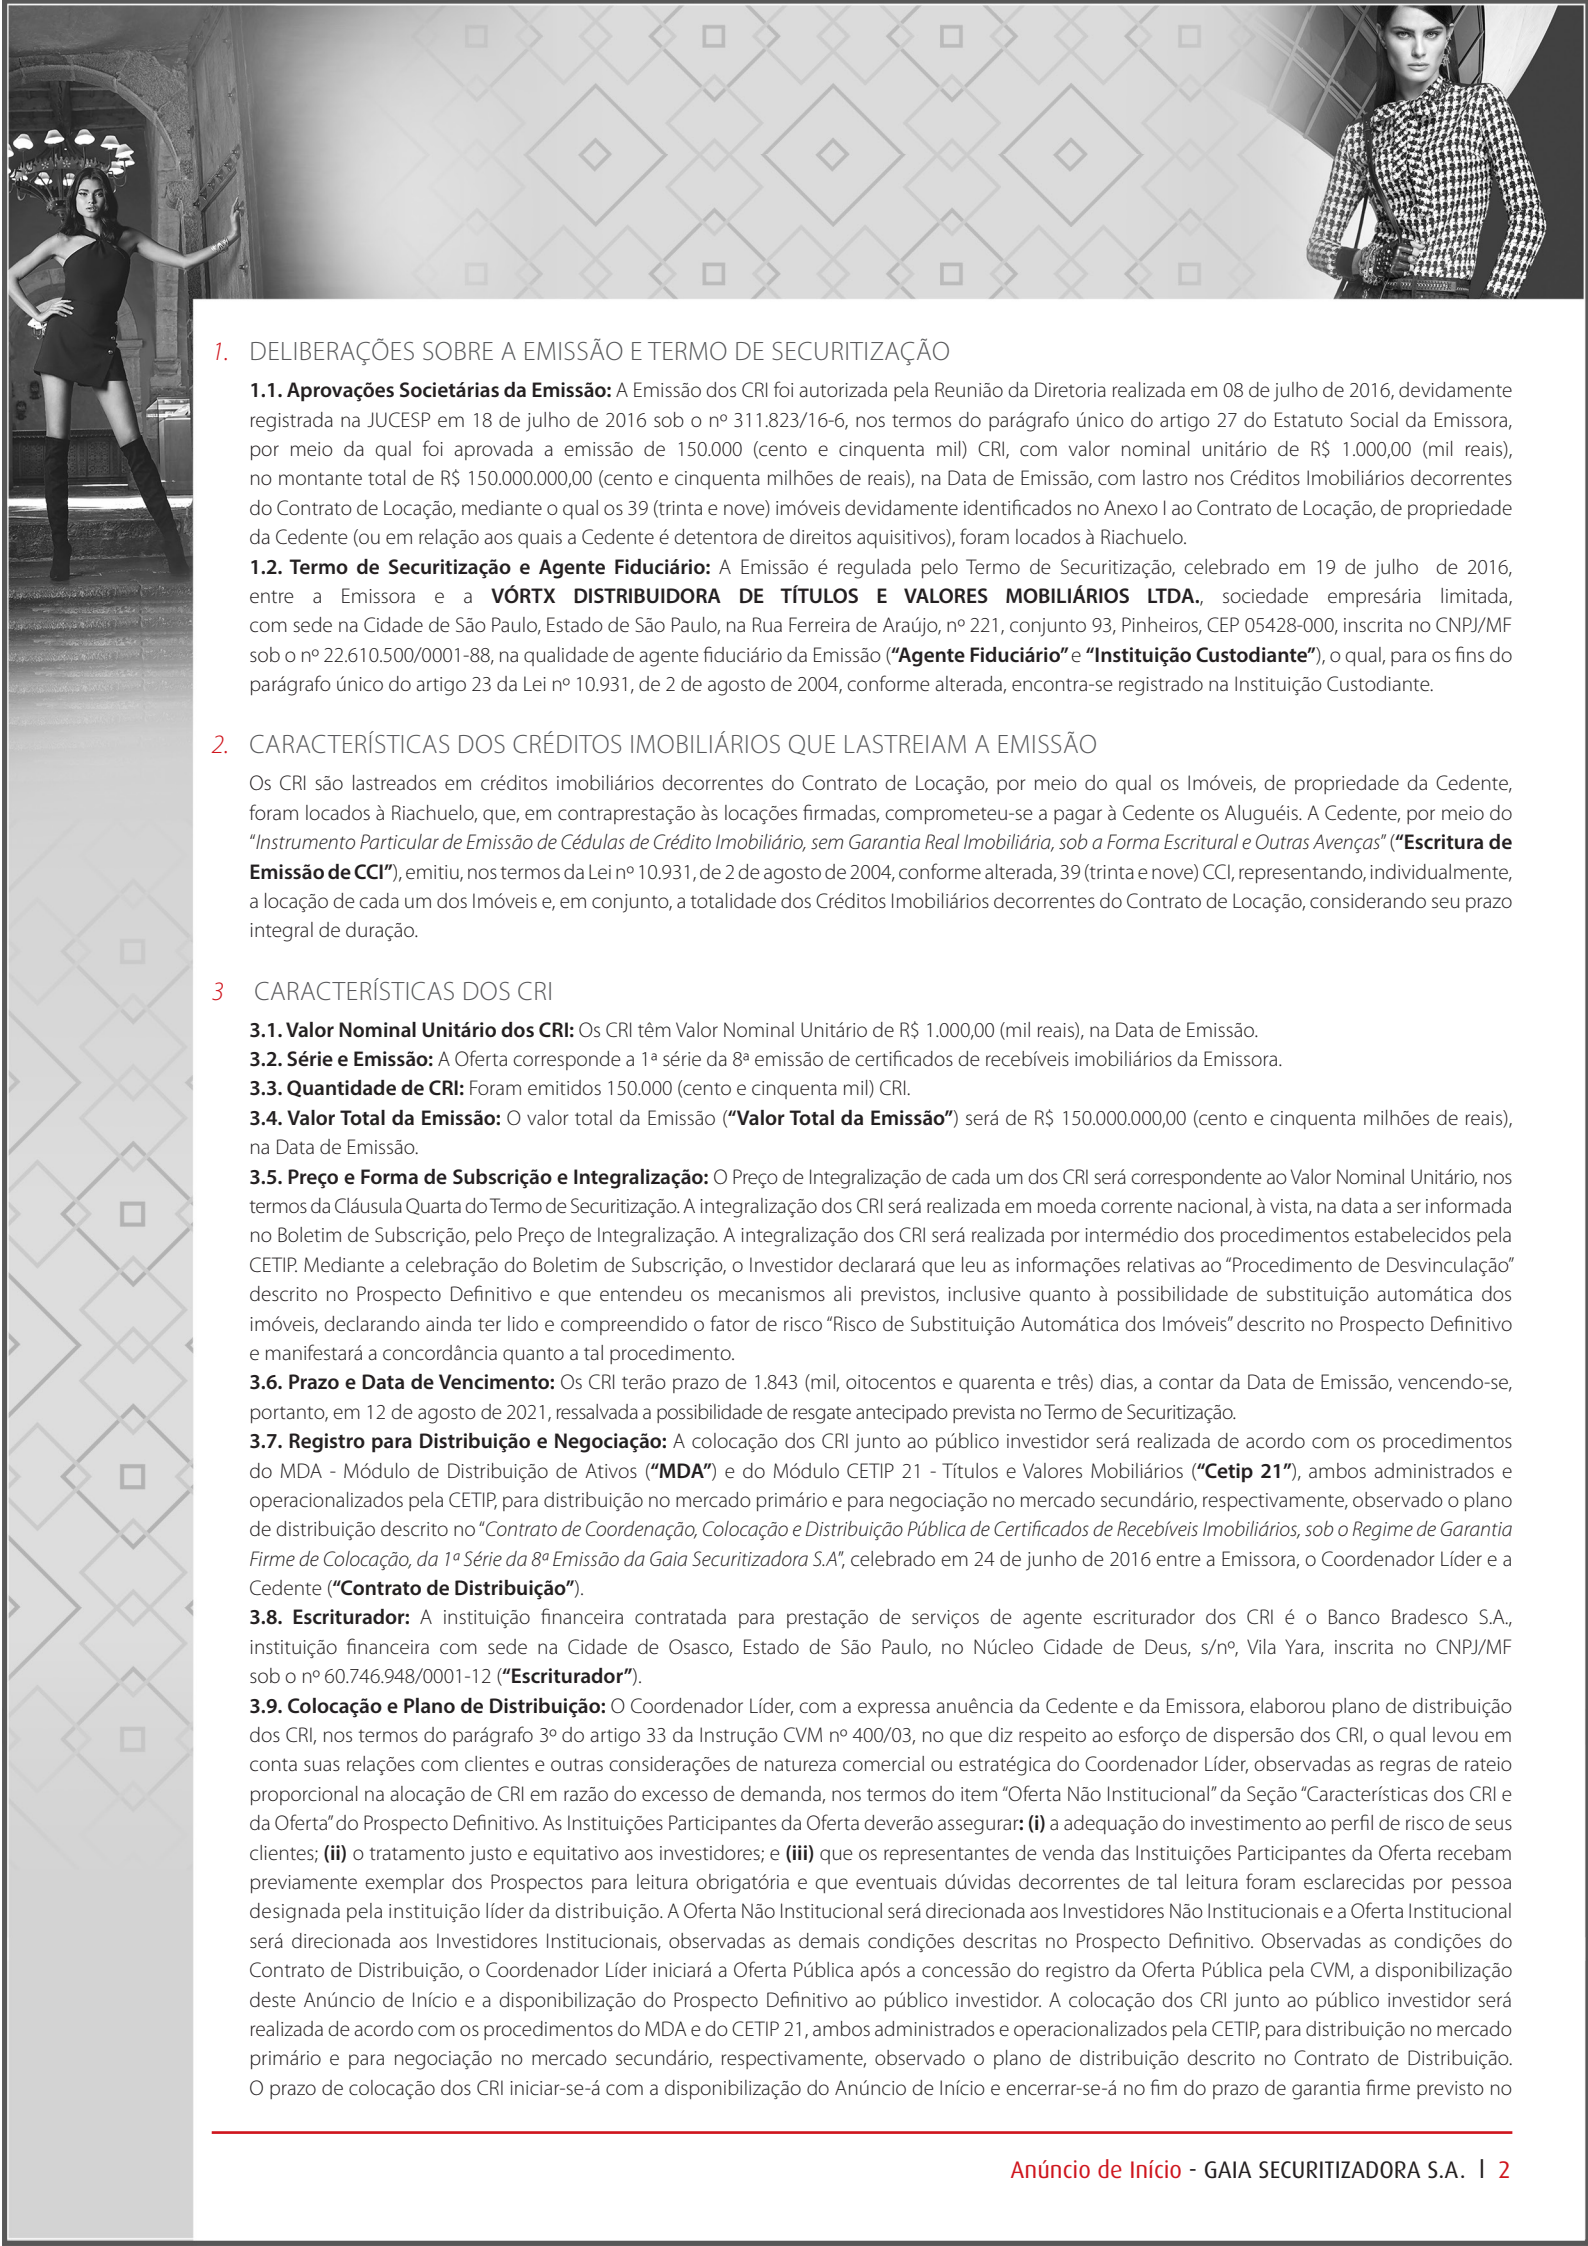 1. DELIBERAÇÕES SOBRE A EMISSÃO E TERMO DE SECURITIZAÇÃO
1.1. Aprovações Societárias da Emissão: A Emissão dos CRI foi autorizada pela Reunião da Diretoria realizada em 08 de julho de 2016, devidamente
registrada na JUCESP em 18 de julho de 2016 sob o nº 311.823/16-6, nos termos do parágrafo único do artigo 27 do Estatuto Social da Emissora,
por meio da qual foi aprovada a emissão de 150.000 (cento e cinquenta mil) CRI, com valor nominal unitário de R$ 1.000,00 (mil reais),
no montante total de R$ 150.000.000,00 (cento e cinquenta milhões de reais), na Data de Emissão, com lastro nos Créditos Imobiliários decorrentes
do Contrato de Locação, mediante o qual os 39 (trinta e nove) imóveis devidamente identificados no Anexo I ao Contrato de Locação, de propriedade
da Cedente (ou em relação aos quais a Cedente é detentora de direitos aquisitivos), foram locados à Riachuelo.
1.2. Termo de Securitização e Agente Fiduciário: A Emissão é regulada pelo Termo de Securitização, celebrado em 19 de julho de 2016,
entre a Emissora e a VÓRTX DISTRIBUIDORA DE TÍTULOS E VALORES MOBILIÁRIOS LTDA., sociedade empresária limitada,
com sede na Cidade de São Paulo, Estado de São Paulo, na Rua Ferreira de Araújo, nº 221, conjunto 93, Pinheiros, CEP 05428-000, inscrita no CNPJ/MF
sob o nº 22.610.500/0001-88, na qualidade de agente fiduciário da Emissão (“Agente Fiduciário” e “Instituição Custodiante”), o qual, para os fins do
parágrafo único do artigo 23 da Lei nº 10.931, de 2 de agosto de 2004, conforme alterada, encontra-se registrado na Instituição Custodiante.
2. CARACTERÍSTICAS DOS CRÉDITOS IMOBILIÁRIOS QUE LASTREIAM A EMISSÃO
Os CRI são lastreados em créditos imobiliários decorrentes do Contrato de Locação, por meio do qual os Imóveis, de propriedade da Cedente,
foram locados à Riachuelo, que, em contraprestação às locações firmadas, comprometeu-se a pagar à Cedente os Aluguéis. A Cedente, por meio do
“Instrumento Particular de Emissão de Cédulas de Crédito Imobiliário, sem Garantia Real Imobiliária, sob a Forma Escritural e Outras Avenças” (“Escritura de
Emissão de CCI”), emitiu, nos termos da Lei nº 10.931, de 2 de agosto de 2004, conforme alterada, 39 (trinta e nove) CCI, representando, individualmente,
a locação de cada um dos Imóveis e, em conjunto, a totalidade dos Créditos Imobiliários decorrentes do Contrato de Locação, considerando seu prazo
integral de duração.
3 CARACTERÍSTICAS DOS CRI
3.1. Valor Nominal Unitário dos CRI: Os CRI têm Valor Nominal Unitário de R$ 1.000,00 (mil reais), na Data de Emissão.
3.2. Série e Emissão: A Oferta corresponde a 1ª série da 8ª emissão de certificados de recebíveis imobiliários da Emissora.
3.3. Quantidade de CRI: Foram emitidos 150.000 (cento e cinquenta mil) CRI.
3.4. Valor Total da Emissão: O valor total da Emissão (“Valor Total da Emissão”) será de R$ 150.000.000,00 (cento e cinquenta milhões de reais),
na Data de Emissão.
3.5. Preço e Forma de Subscrição e Integralização: O Preço de Integralização de cada um dos CRI será correspondente ao Valor Nominal Unitário, nos
termos da Cláusula Quarta do Termo de Securitização. A integralização dos CRI será realizada em moeda corrente nacional, à vista, na data a ser informada
no Boletim de Subscrição, pelo Preço de Integralização. A integralização dos CRI será realizada por intermédio dos procedimentos estabelecidos pela
CETIP. Mediante a celebração do Boletim de Subscrição, o Investidor declarará que leu as informações relativas ao “Procedimento de Desvinculação”
descrito no Prospecto Definitivo e que entendeu os mecanismos ali previstos, inclusive quanto à possibilidade de substituição automática dos
imóveis, declarando ainda ter lido e compreendido o fator de risco “Risco de Substituição Automática dos Imóveis” descrito no Prospecto Definitivo
e manifestará a concordância quanto a tal procedimento.
3.6. Prazo e Data de Vencimento: Os CRI terão prazo de 1.843 (mil, oitocentos e quarenta e três) dias, a contar da Data de Emissão, vencendo-se,
portanto, em 12 de agosto de 2021, ressalvada a possibilidade de resgate antecipado prevista no Termo de Securitização.
3.7. Registro para Distribuição e Negociação: A colocação dos CRI junto ao público investidor será realizada de acordo com os procedimentos
do MDA - Módulo de Distribuição de Ativos (“MDA”) e do Módulo CETIP 21 - Títulos e Valores Mobiliários (“Cetip 21”), ambos administrados e
operacionalizados pela CETIP, para distribuição no mercado primário e para negociação no mercado secundário, respectivamente, observado o plano
de distribuição descrito no “Contrato de Coordenação, Colocação e Distribuição Pública de Certificados de Recebíveis Imobiliários, sob o Regime de Garantia
Firme de Colocação, da 1ª Série da 8ª Emissão da Gaia Securitizadora S.A”, celebrado em 24 de junho de 2016 entre a Emissora, o Coordenador Líder e a
Cedente (“Contrato de Distribuição”).
3.8. Escriturador: A instituição financeira contratada para prestação de serviços de agente escriturador dos CRI é o Banco Bradesco S.A.,
instituição financeira com sede na Cidade de Osasco, Estado de São Paulo, no Núcleo Cidade de Deus, s/nº, Vila Yara, inscrita no CNPJ/MF
sob o nº 60.746.948/0001-12 (“Escriturador”).
3.9. Colocação e Plano de Distribuição: O Coordenador Líder, com a expressa anuência da Cedente e da Emissora, elaborou plano de distribuição
dos CRI, nos termos do parágrafo 3º do artigo 33 da Instrução CVM nº 400/03, no que diz respeito ao esforço de dispersão dos CRI, o qual levou em
conta suas relações com clientes e outras considerações de natureza comercial ou estratégica do Coordenador Líder, observadas as regras de rateio
proporcional na alocação de CRI em razão do excesso de demanda, nos termos do item “Oferta Não Institucional” da Seção “Características dos CRI e
da Oferta” do Prospecto Definitivo. As Instituições Participantes da Oferta deverão assegurar: (i) a adequação do investimento ao perfil de risco de seus
clientes; (ii) o tratamento justo e equitativo aos investidores; e (iii) que os representantes de venda das Instituições Participantes da Oferta recebam
previamente exemplar dos Prospectos para leitura obrigatória e que eventuais dúvidas decorrentes de tal leitura foram esclarecidas por pessoa
designada pela instituição líder da distribuição. A Oferta Não Institucional será direcionada aos Investidores Não Institucionais e a Oferta Institucional
será direcionada aos Investidores Institucionais, observadas as demais condições descritas no Prospecto Definitivo. Observadas as condições do
Contrato de Distribuição, o Coordenador Líder iniciará a Oferta Pública após a concessão do registro da Oferta Pública pela CVM, a disponibilização
deste Anúncio de Início e a disponibilização do Prospecto Definitivo ao público investidor. A colocação dos CRI junto ao público investidor será
realizada de acordo com os procedimentos do MDA e do CETIP 21, ambos administrados e operacionalizados pela CETIP, para distribuição no mercado
primário e para negociação no mercado secundário, respectivamente, observado o plano de distribuição descrito no Contrato de Distribuição.
O prazo de colocação dos CRI iniciar-se-á com a disponibilização do Anúncio de Início e encerrar-se-á no fim do prazo de garantia firme previsto no
Anúncio de Início - GAIA SECURITIZADORA S.A. | 2